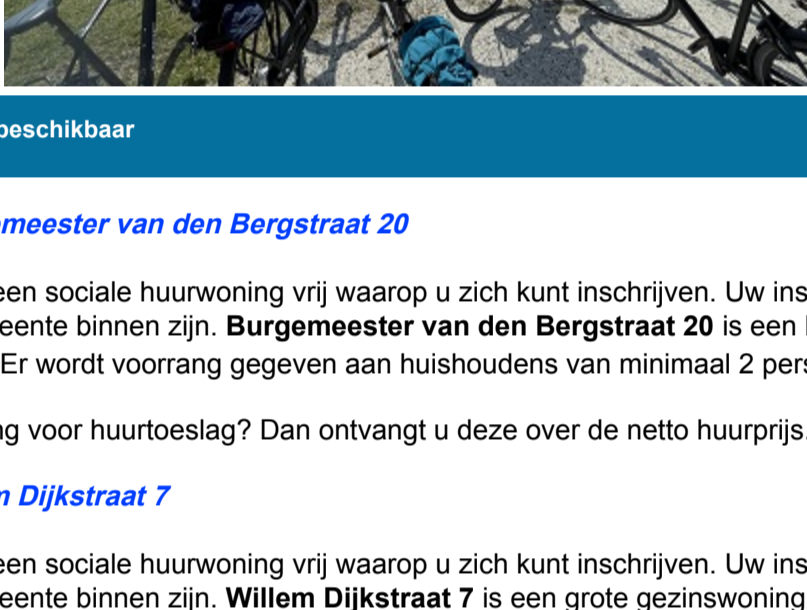 beschikbaar
meester van den Bergstraat 20
een sociale huurwoning vrij waarop u zich kunt inschrijven. Uw ins
eente binnen zijn. Burgemeester van den Bergstraat 20 is een
Er wordt voorrang gegeven aan huishoudens van minimaal 2 pers
ng voor huurtoeslag? Dan ontvangt u deze over de netto huurprijs.
Dijkstraat 7
een sociale huurwoning vrij waarop u zich kunt inschrijven. Uw ins
eente binnen zijn. Willem Dijkstraat 7 is een grote gezinswoning